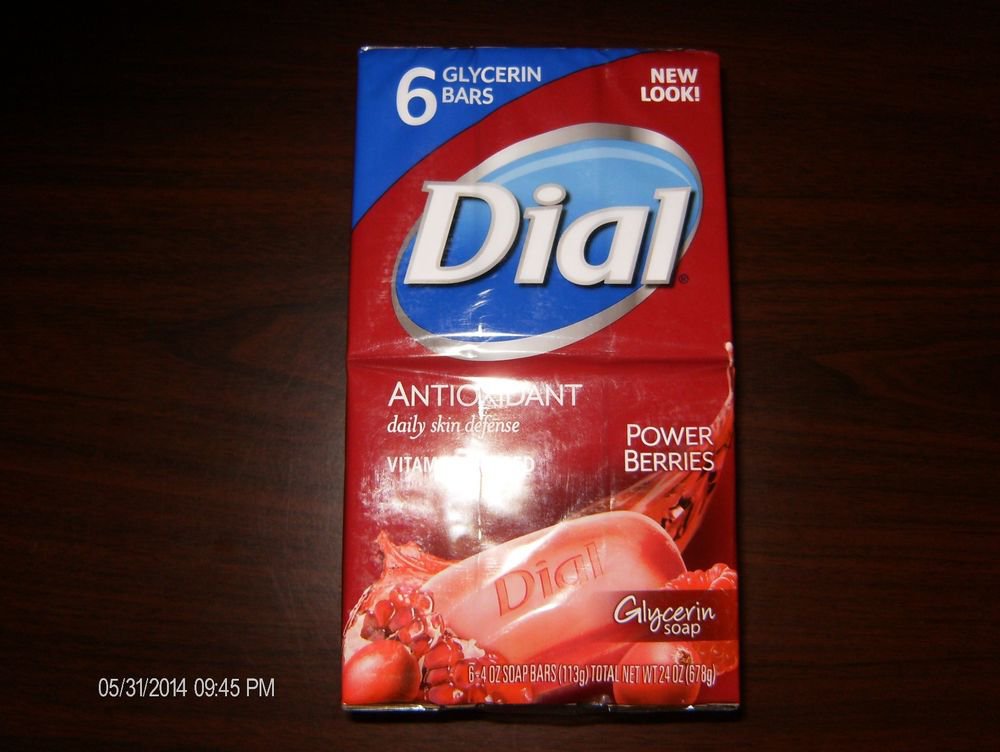 6 GLYCERIN
BARS
NEW
LOOK!
Dial®
ANTIOXIDANT
daily skin defense
POWER
BERRIES
Dial
Glycerin
soap
6-4 OZ SOAP BARS (113g) TOTAL NET WT 24 OZ (678g)
05/31/2014 09:45 PM